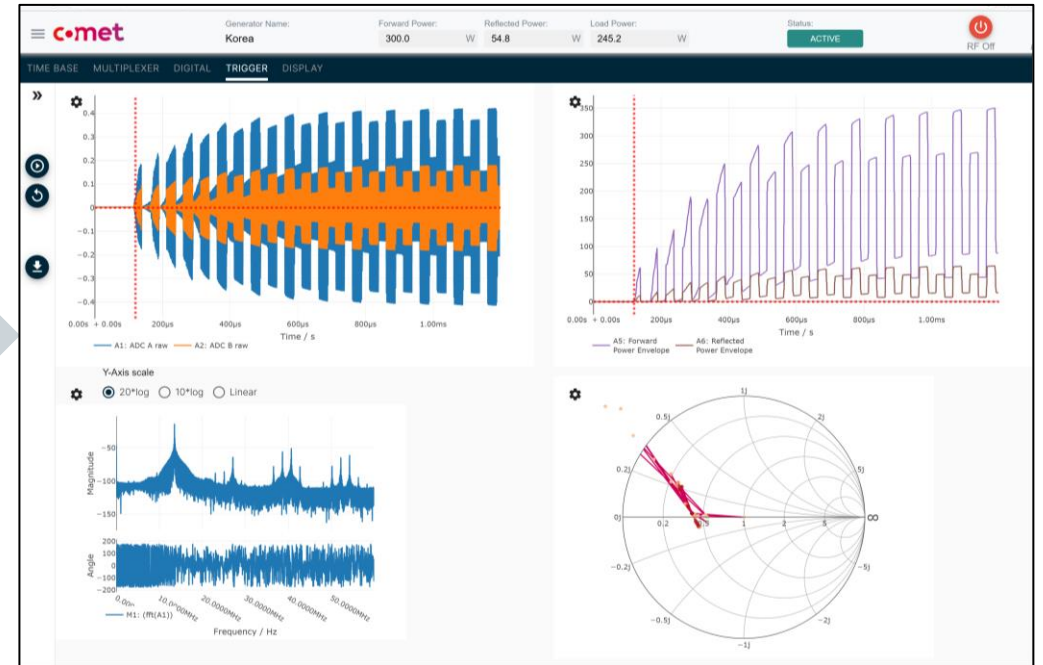 comet
Generator Name: Forward Power: Reflected Power: Load Power: Status:
Korea 300.0 W 54.8 W 245.2 W ACTIVE
RF Off
TIME BASE MULTIPLEXER DIGITAL TRIGGER DISPLAY
0.4
0.2
0.1
0
−0.1
−0.2
−0.3
−0.4
0.00s + 0.00s 200µs 400µs 600µs 800µs 1.00ms
Time / s
A1: ADC A raw A2: ADC B raw
350
300
250
200
150
100
50
0
0.00s + 0.00s 200µs 400µs 600µs 800µs 1.00ms
Time / s
A5: Forward A6: Reflected
Power Envelope Power Envelope
Y-Axis scale
20*log 10*log Linear
Magnitude
−50
−100
−150
Angle
200
100
0
−100
−200
20.0000MHz 30.0000MHz 40.0000MHz 50.0000MHz
M1: (fft(A1))
Frequency / Hz
1j
0.5j 2j
0.2j 5j
0j 0.2 1 2 5 ∞
−0.2j −5j
−0.5j −2j
−1j